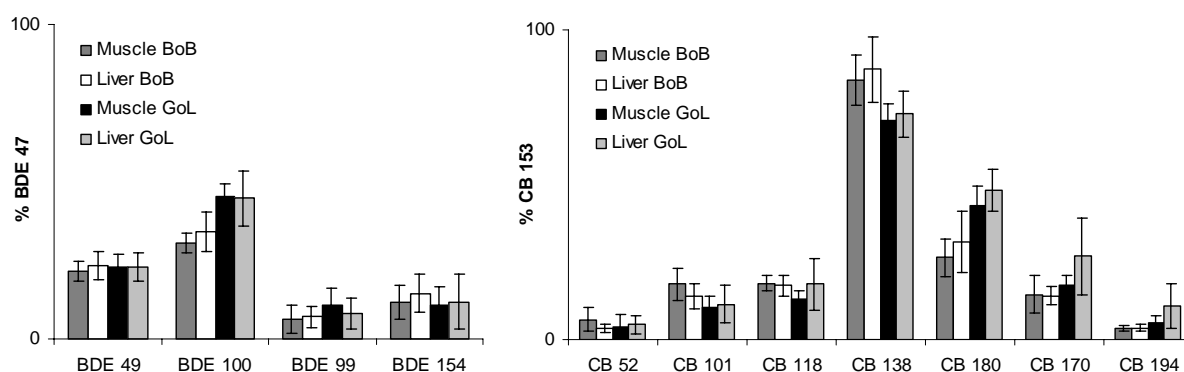 100
Muscle BoB
Liver BoB
Muscle GoL
Liver GoL
% BDE 47
0
BDE 49 BDE 100 BDE 99 BDE 154
100
Muscle BoB
Liver BoB
Muscle GoL
Liver GoL
% CB 153
0
CB 52 CB 101 CB 118 CB 138 CB 180 CB 170 CB 194